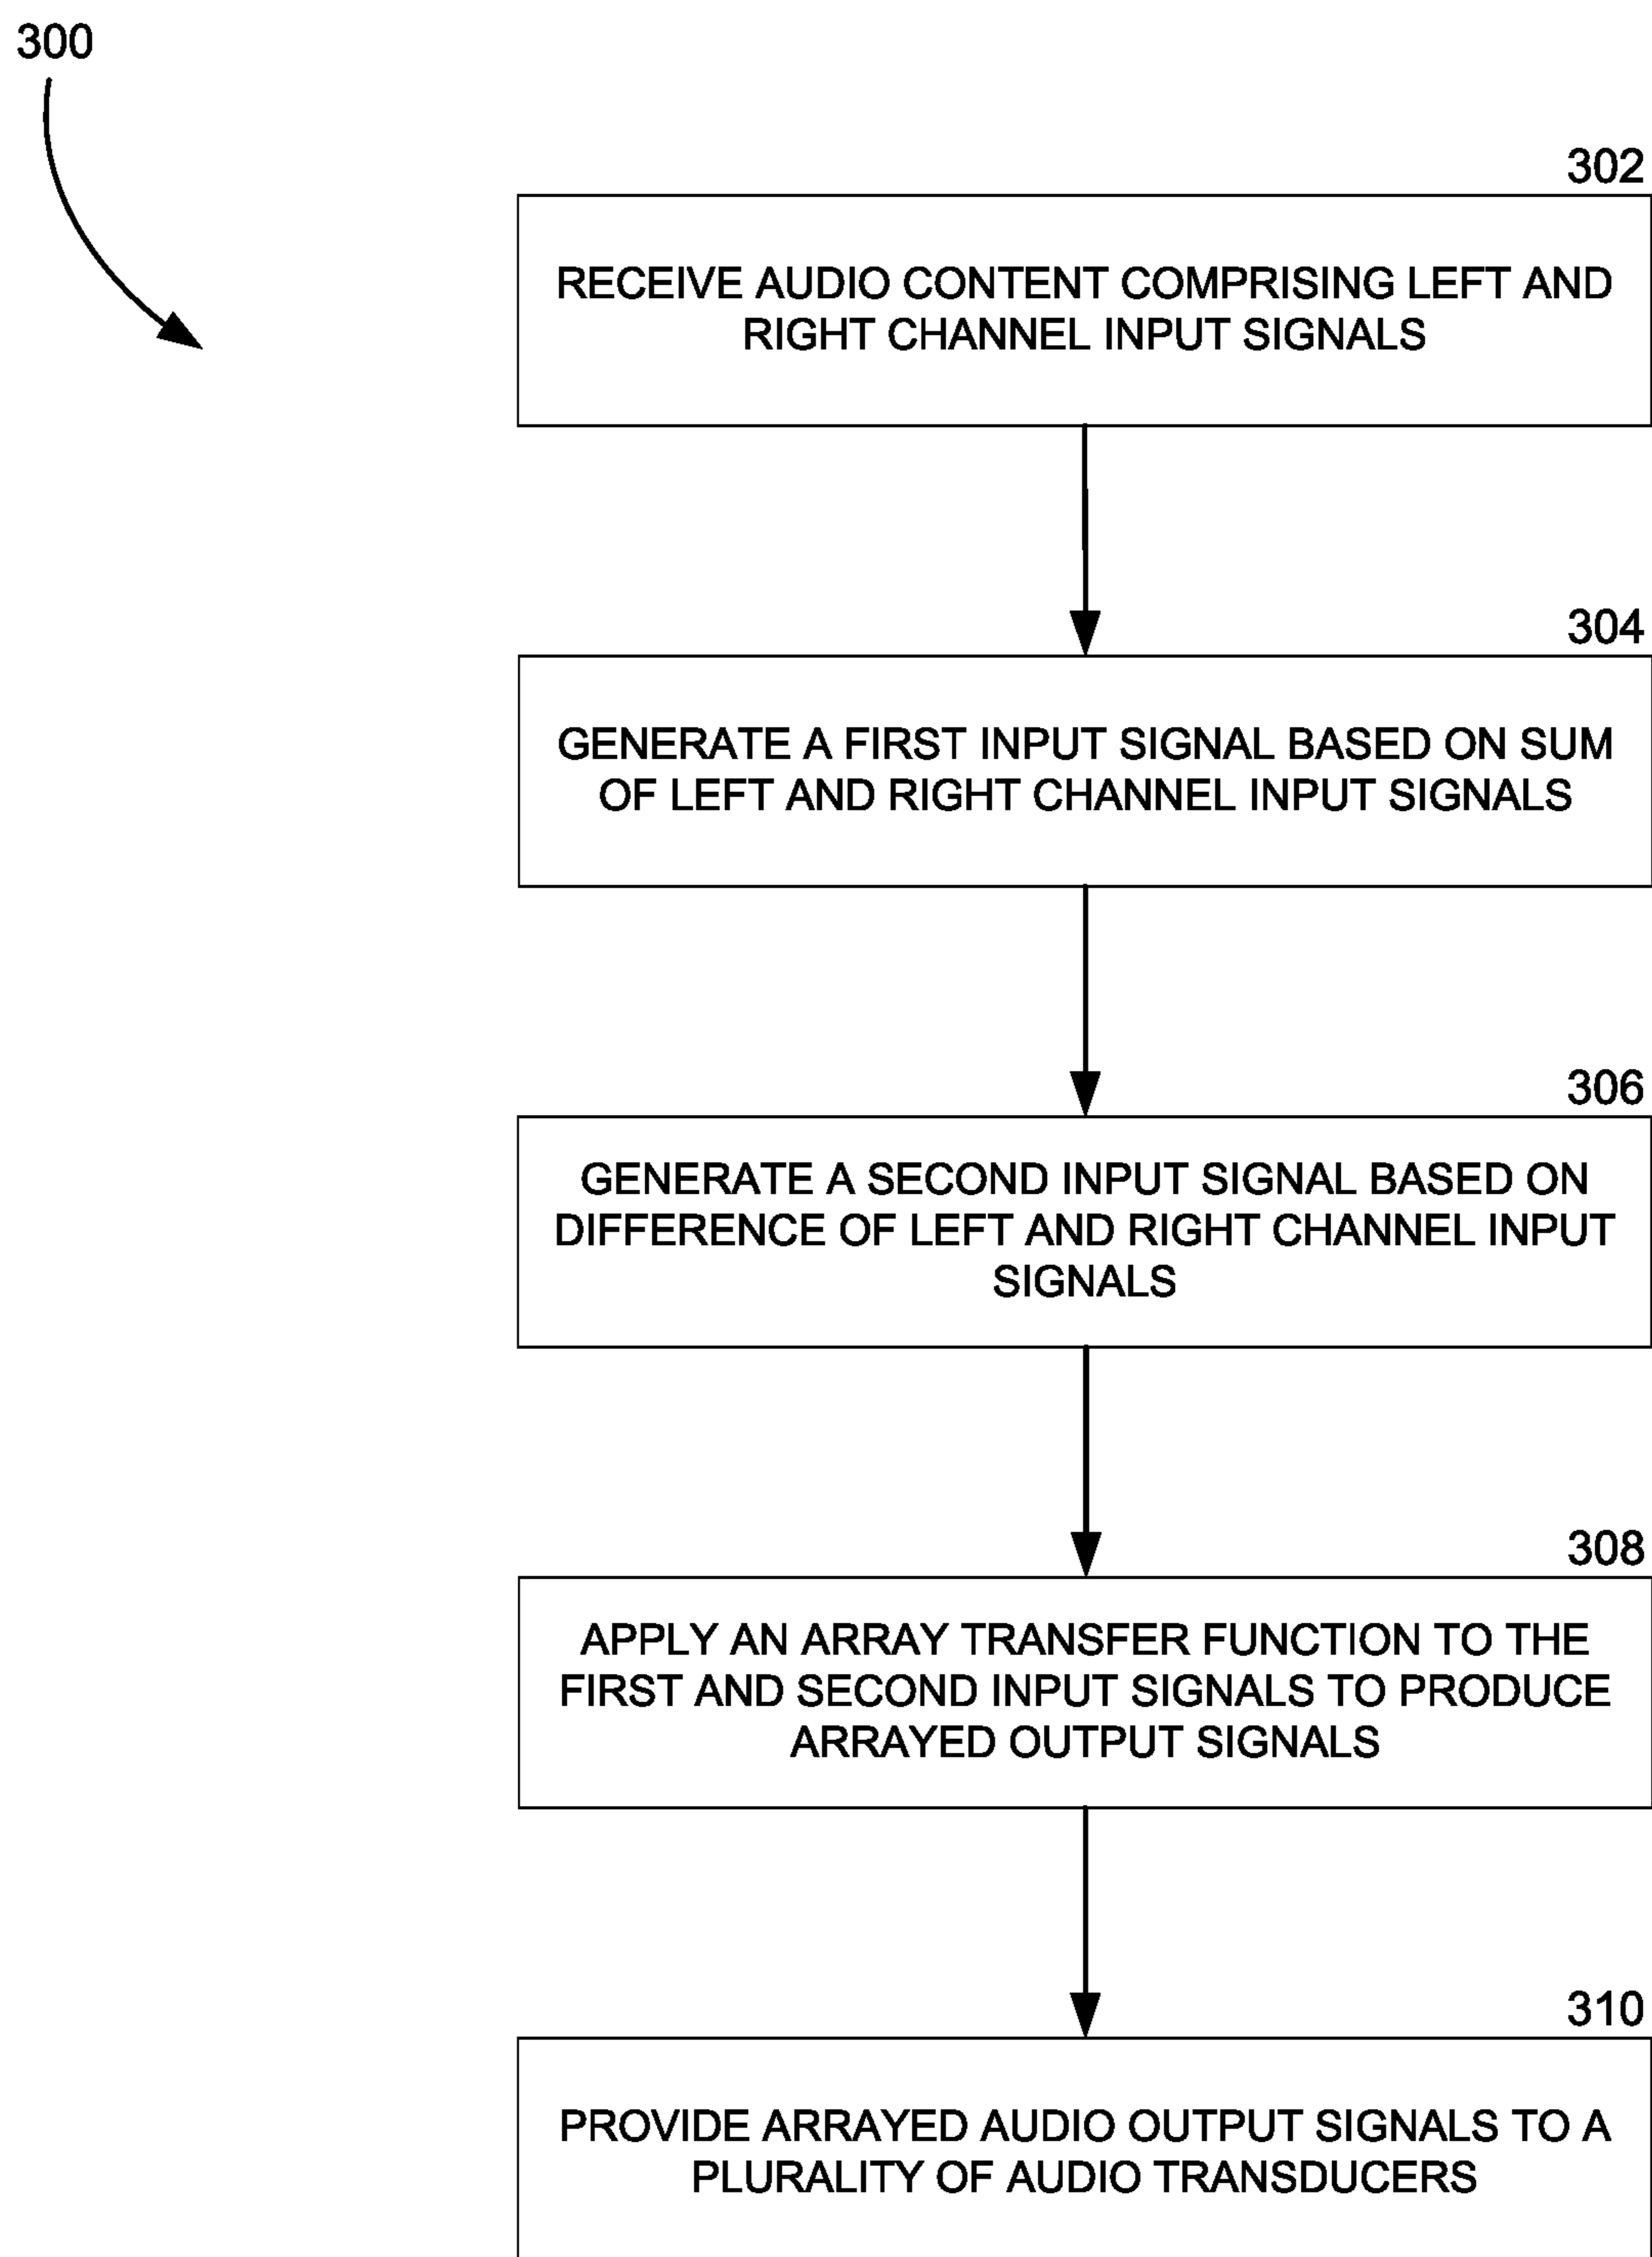 300
302
RECEIVE AUDIO CONTENT COMPRISING LEFT AND
RIGHT CHANNEL INPUT SIGNALS
304
GENERATE A FIRST INPUT SIGNAL BASED ON SUM
OF LEFT AND RIGHT CHANNEL INPUT SIGNALS
306
GENERATE A SECOND INPUT SIGNAL BASED ON
DIFFERENCE OF LEFT AND RIGHT CHANNEL INPUT
SIGNALS
308
APPLY AN ARRAY TRANSFER FUNCTION TO THE
FIRST AND SECOND INPUT SIGNALS TO PRODUCE
ARRAYED OUTPUT SIGNALS
310
PROVIDE ARRAYED AUDIO OUTPUT SIGNALS TO A
PLURALITY OF AUDIO TRANSDUCERS